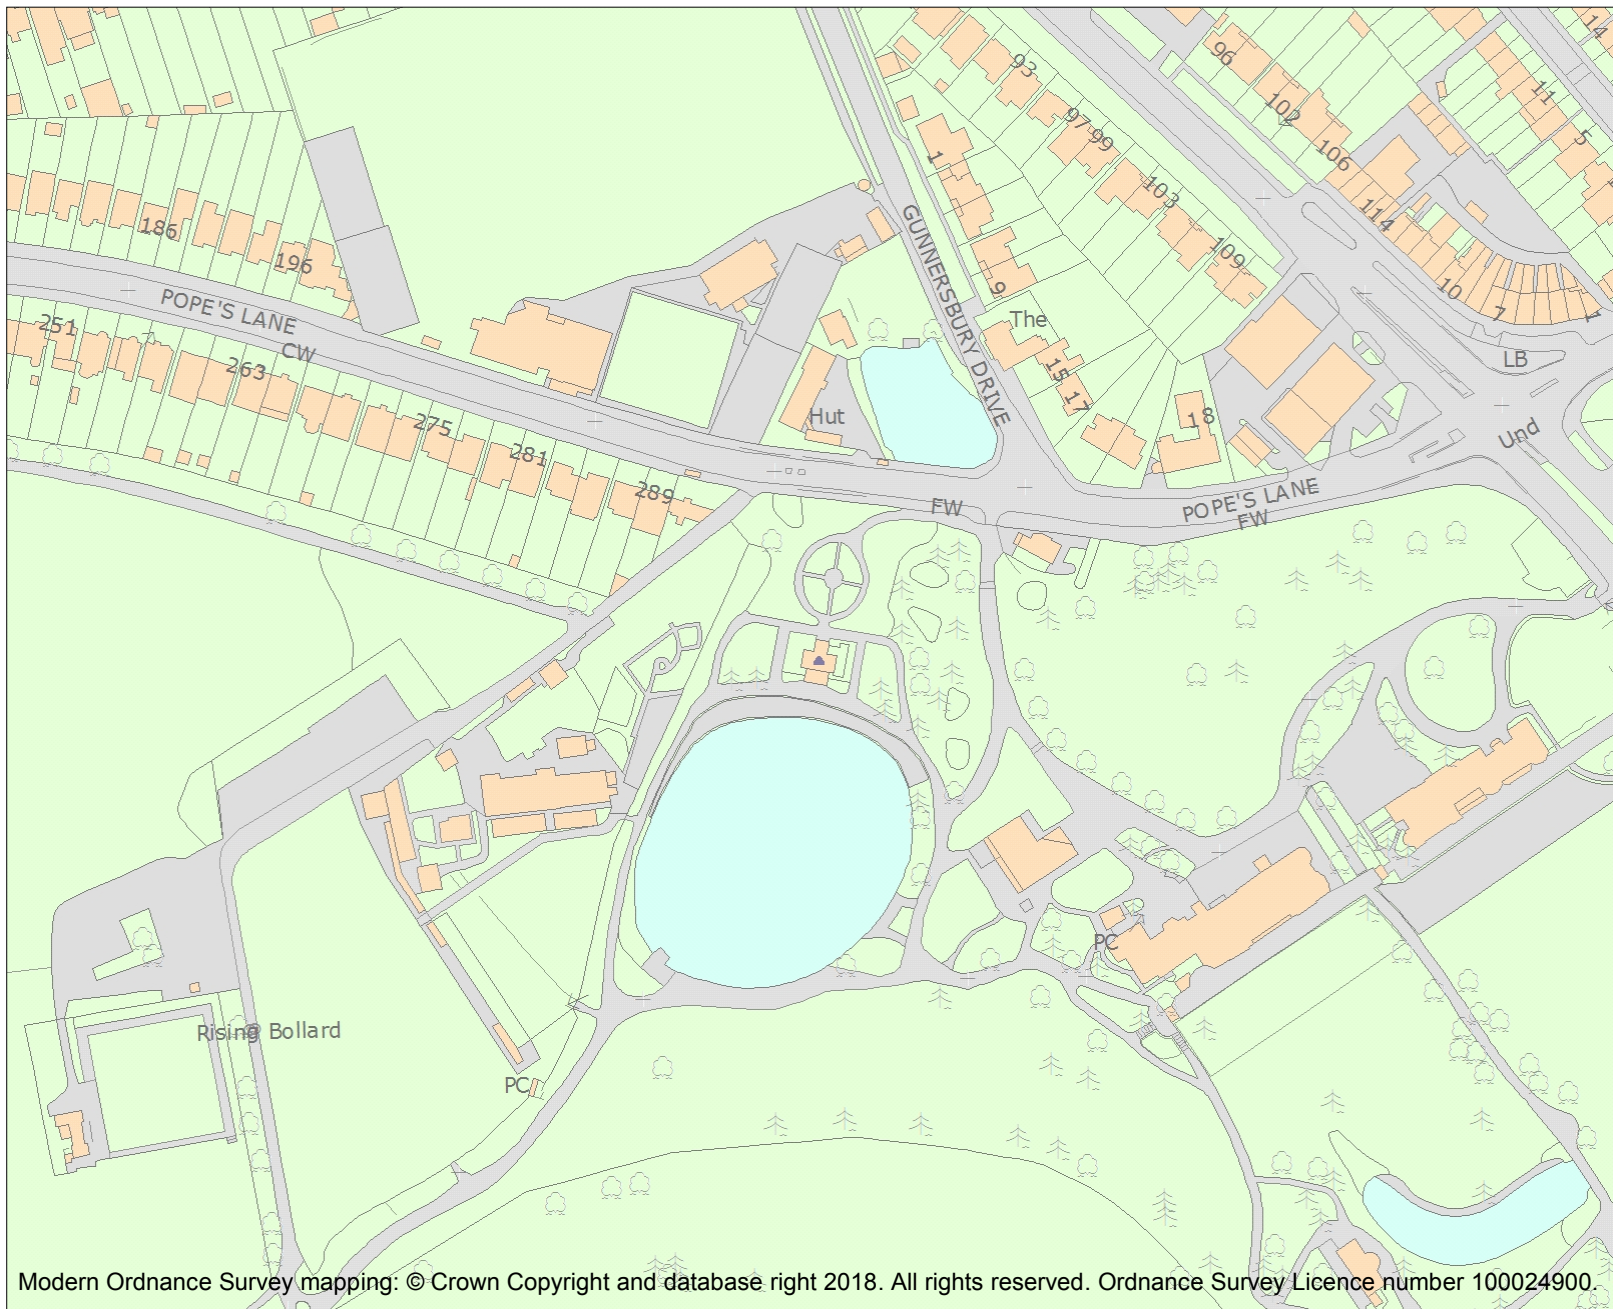 93
96
14
11
102
97
99
5
106
1
103
114
186
109
196
GUNNERSBURY DRIVE
9
10
7
1
POPE'S LANE
251
CW
263
The
15
17
LB
Hut
18
275
281
Und
289
POPE'S LANE
FW
FW
PC
Rising Bollard
PC
Modern Ordnance Survey mapping: © Crown Copyright and database right 2018. All rights reserved. Ordnance Survey Licence number 100024900.